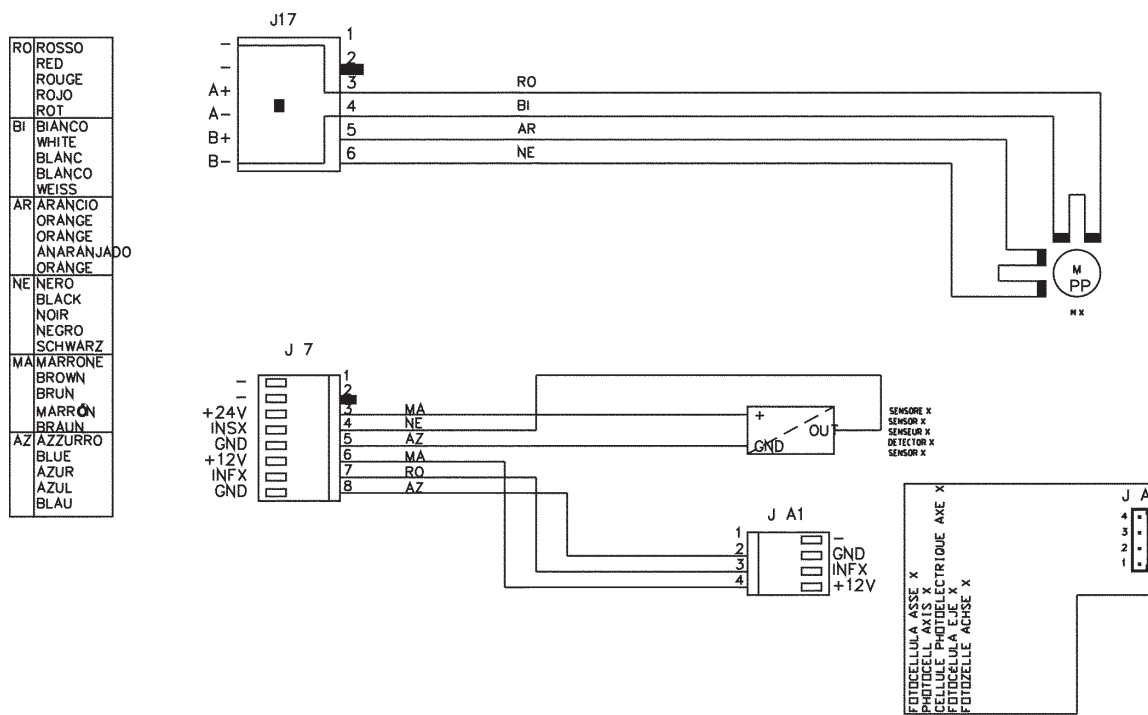 RO ROSSO
RED
ROUGE
ROJO
ROT
BI BIANCO
WHITE
BLANC
BLANCO
WEISS
AR ARANCIO
ORANGE
ORANGE
ANARANJADO
ORANGE
NE NERO
BLACK
NOIR
NEGRO
SCHWARZ
MA MARRONE
BROWN
BRUN
MARRÓN
BRAUN
AZ AZZURRO
BLUE
AZUR
AZUL
BLAU
J17
- 1
- 2
A+ 3 RO
A- 4 BI
B+ 5 AR
B- 6 NE
M
PP
MX
J 7
- 1
- 2
+24V 3 MA
INSX 4 NE
GND 5 AZ
+12V 6 MA
INFX 7 RO
GND 8 AZ
+
OU
GND
SENSORE X
SENSOR X
SENSEUR X
DETECTOR X
SENSOR X
J A1
1 -
2 GND
3 INFX
4 +12V
FOTOCELLULA ASSE X
PHOTOCELL AXIS X
CELLULE PHOTOELECTRIQUE AXE X
FOTOCÉLULA EJE X
FOTOZELLE ACHSE X
J A
4
3
2
1